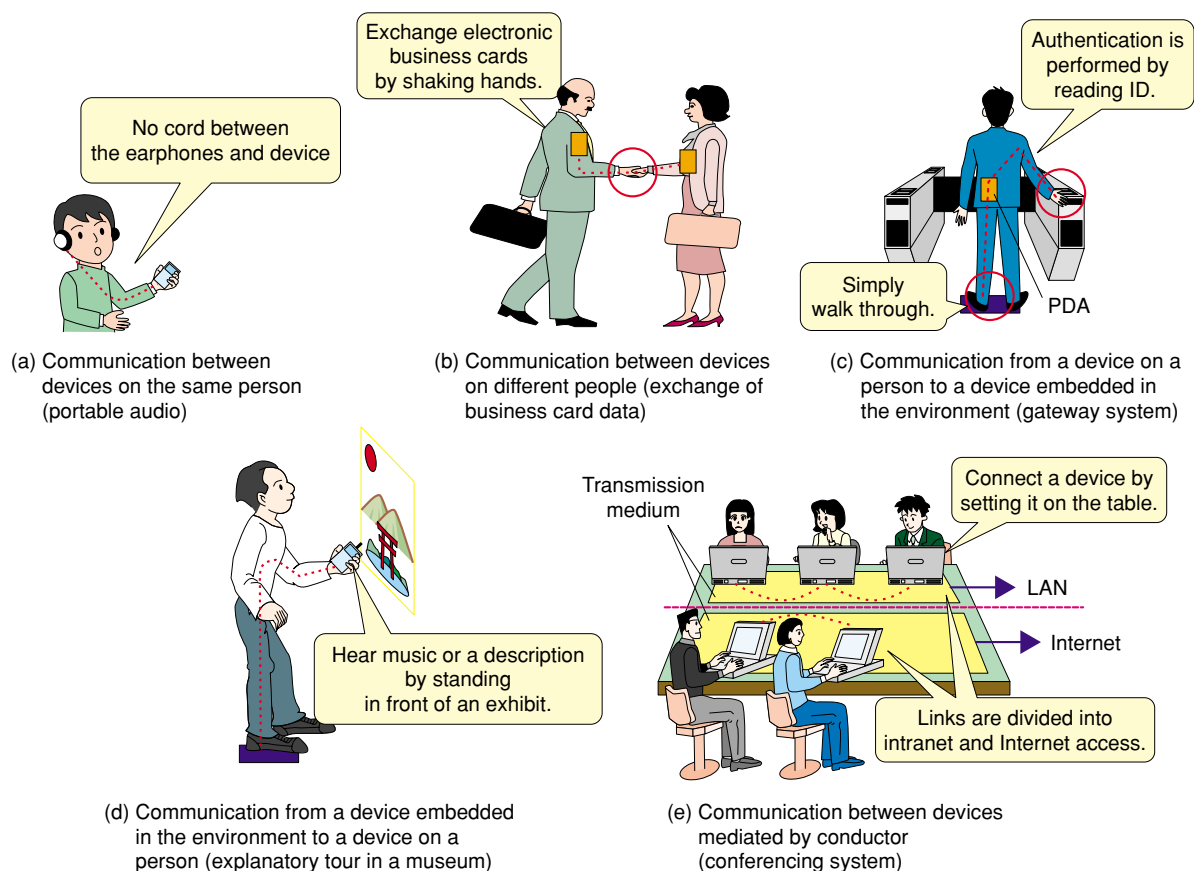 No cord between
the earphones and device
(a) Communication between
devices on the same person
(portable audio)
Exchange electronic
business cards
by shaking hands.
(b) Communication between devices
on different people (exchange of
business card data)
Authentication is
performed by
reading ID.
Simply
walk through.
PDA
(c) Communication from a device on a
person to a device embedded in
the environment (gateway system)
Hear music or a description
by standing
in front of an exhibit.
(d) Communication from a device embedded
in the environment to a device on a
person (explanatory tour in a museum)
Transmission
medium
Connect a device by
setting it on the table.
LAN
Internet
Links are divided into
intranet and Internet access.
(e) Communication between devices
mediated by conductor
(conferencing system)